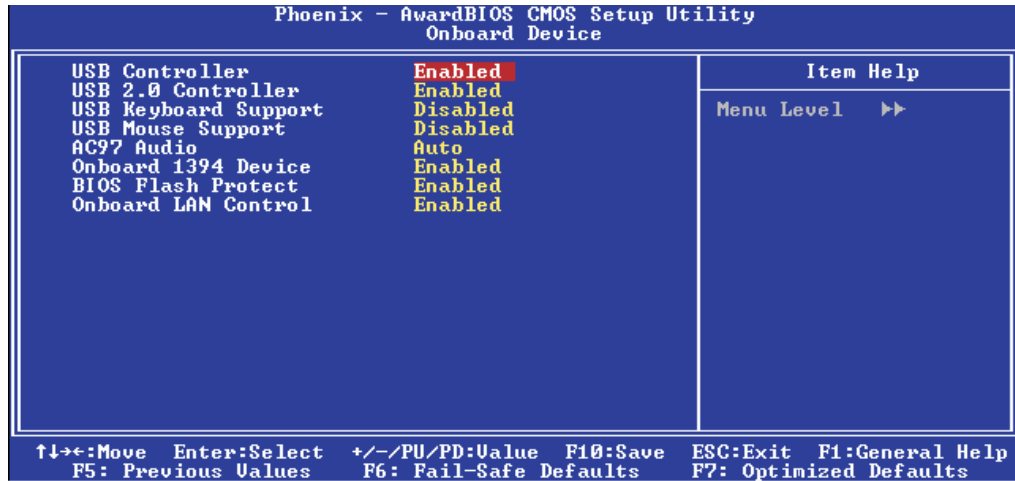 Phoenix - AwardBIOS CMOS Setup Utility
Onboard Device
USB Controller Enabled
USB 2.0 Controller Enabled
USB Keyboard Support Disabled
USB Mouse Support Disabled
AC97 Audio Auto
Onboard 1394 Device Enabled
BIOS Flash Protect Enabled
Onboard LAN Control Enabled
Item Help
Menu Level ►►
↑↓→←:Move Enter:Select +/-/PU/PD:Value F10:Save ESC:Exit F1:General Help
F5: Previous Values F6: Fail-Safe Defaults F7: Optimized Defaults